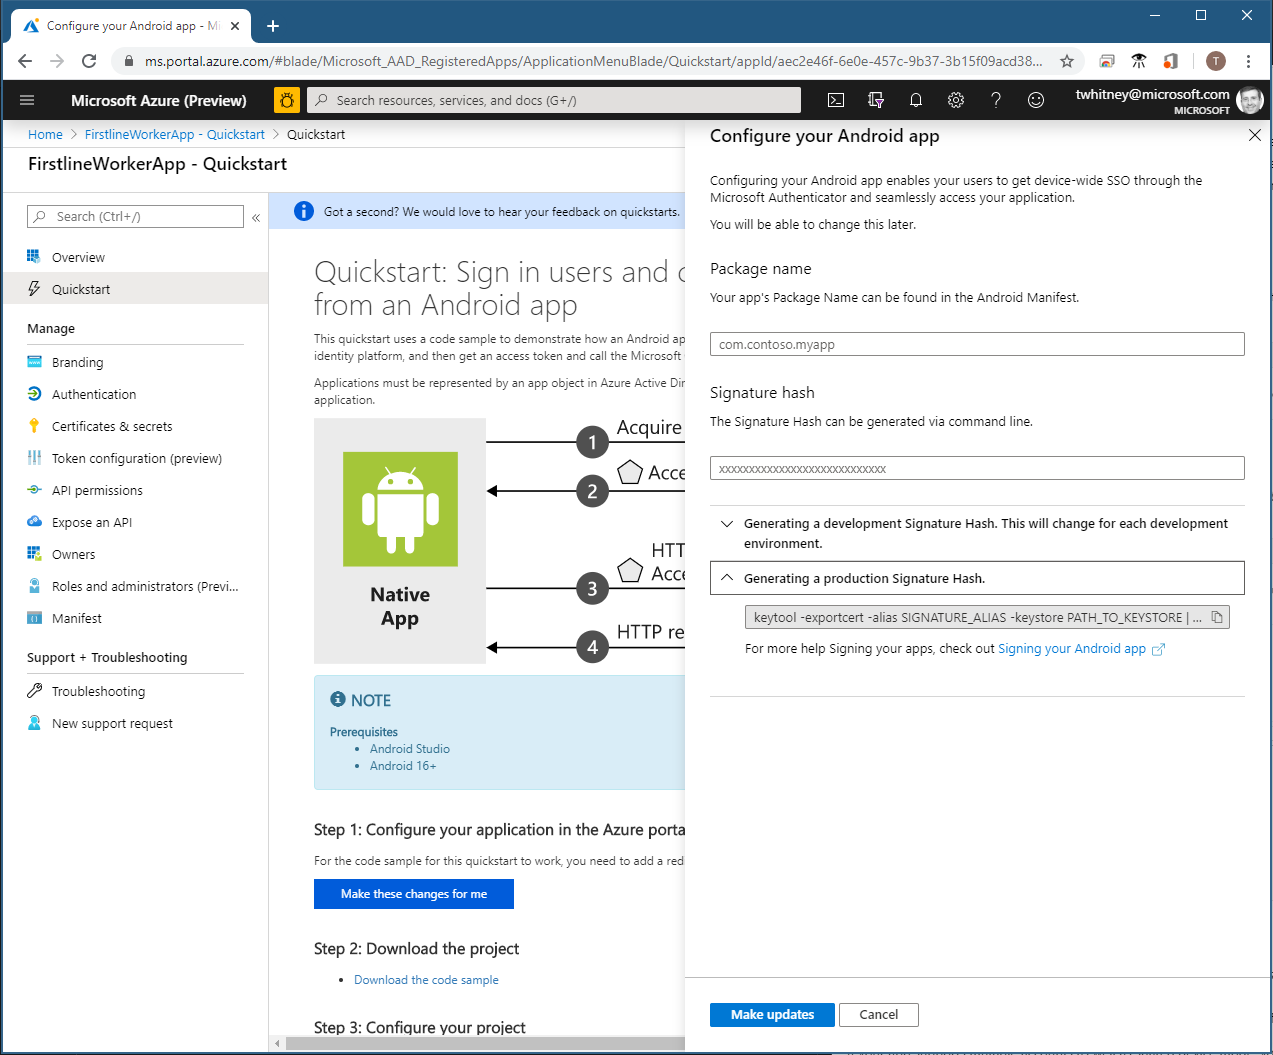 Configure your Android app - Mi
ms.portal.azure.com/#blade/Microsoft_AAD_RegisteredApps/ApplicationMenuBlade/Quickstart/appId/aec2e46f-6e0e-457c-9b37-3b15f09acd38...
T
Microsoft Azure (Preview)
Search resources, services, and docs (G+/)
twhitney@microsoft.com
MICROSOFT
Home > FirstlineWorkerApp - Quickstart > Quickstart
FirstlineWorkerApp - Quickstart
Search (Ctrl+/)
Overview
Quickstart
Manage
Branding
Authentication
Certificates & secrets
Token configuration (preview)
API permissions
Expose an API
Owners
Roles and administrators (Previ...
Manifest
Support + Troubleshooting
Troubleshooting
New support request
Got a second? We would love to hear your feedback on quickstarts.
Quickstart: Sign in users and c
from an Android app
This quickstart uses a code sample to demonstrate how an Android ap
identity platform, and then get an access token and call the Microsoft
Applications must be represented by an app object in Azure Active Dir
application.
Native
App
1
Acquire
2
Acce
3
HTT
Acce
4
HTTP re
NOTE
Prerequisites
• Android Studio
• Android 16+
Step 1: Configure your application in the Azure porta
For the code sample for this quickstart to work, you need to add a red
Make these changes for me
Step 2: Download the project
• Download the code sample
Step 3: Configure your project
Configure your Android app
Configuring your Android app enables your users to get device-wide SSO through the
Microsoft Authenticator and seamlessly access your application.
You will be able to change this later.
Package name
Your app's Package Name can be found in the Android Manifest.
com.contoso.myapp
Signature hash
The Signature Hash can be generated via command line.
xxxxxxxxxxxxxxxxxxxxxxxxxxxx
Generating a development Signature Hash. This will change for each development
environment.
Generating a production Signature Hash.
keytool -exportcert -alias SIGNATURE_ALIAS -keystore PATH_TO_KEYSTORE | ...
For more help Signing your apps, check out Signing your Android app
Make updates
Cancel